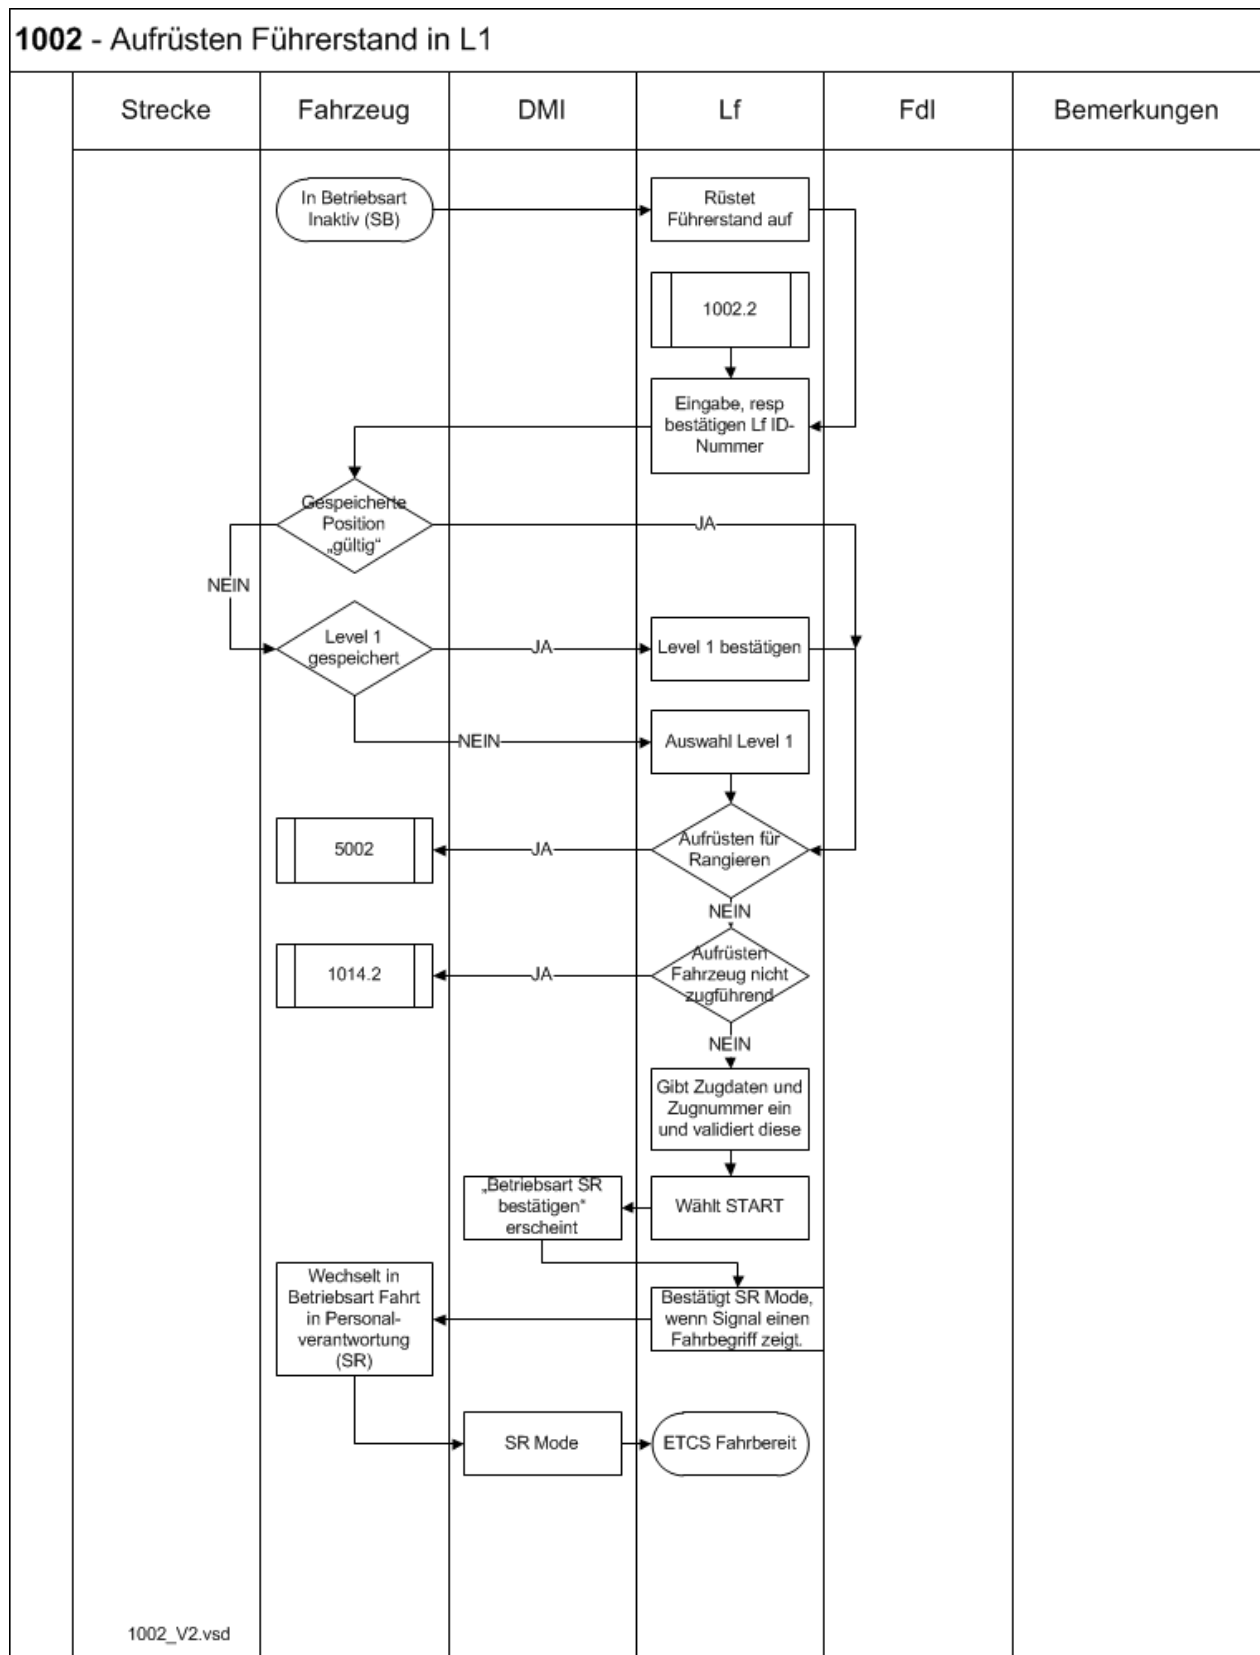 1002 - Aufrüsten Führerstand in L1
Strecke
Fahrzeug
DMI
Lf
Fdl
Bemerkungen
In Betriebsart
Inaktiv (SB)
Rüstet
Führerstand auf
1002.2
Eingabe, resp
bestätigen Lf ID-
Nummer
Gespeicherte
Position
„gültig“
JA
NEIN
Level 1
gespeichert
JA
Level 1 bestätigen
NEIN
Auswahl Level 1
Aufrüsten für
Rangieren
JA
5002
NEIN
Aufrüsten
Fahrzeug nicht
zugführend
JA
1014.2
NEIN
Gibt Zugdaten und
Zugnummer ein
und validiert diese
Wählt START
„Betriebsart SR
bestätigen“
erscheint
Bestätigt SR Mode,
wenn Signal einen
Fahrbegriff zeigt.
Wechselt in
Betriebsart Fahrt
in Personal-
verantwortung
(SR)
SR Mode
ETCS Fahrbereit
1002_V2.vsd